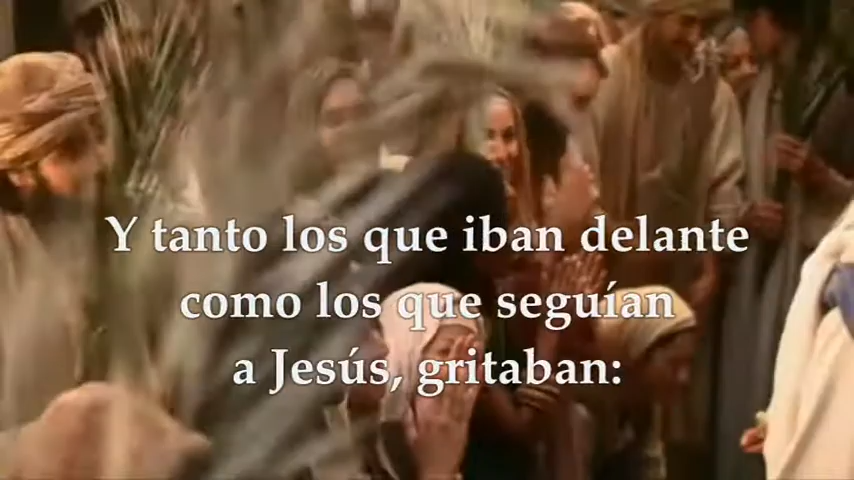 Y tanto los que iban delante
como los que seguían
a Jesús, gritaban: